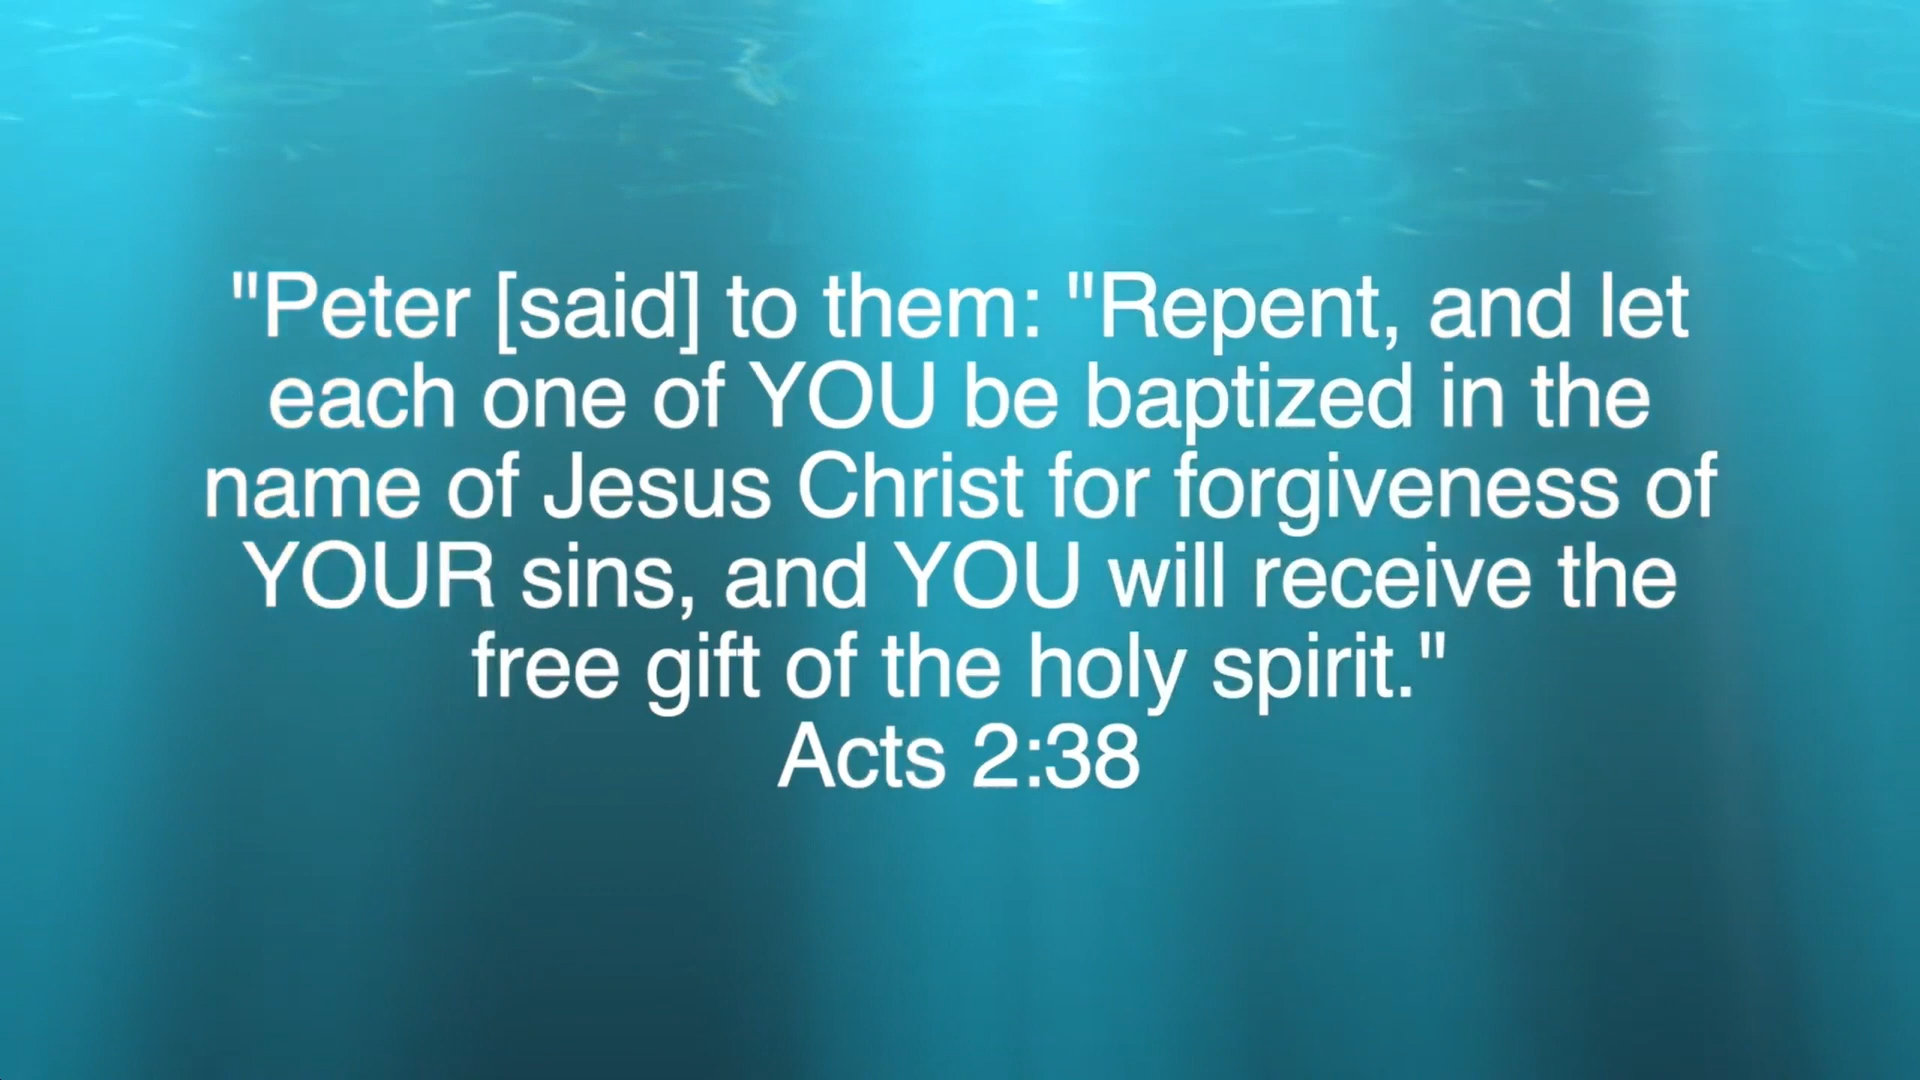 "Peter [said] to them: "Repent, and let
each one of YOU be baptized in the
name of Jesus Christ for forgiveness of
YOUR sins, and YOU will receive the
free gift of the holy spirit."
Acts 2:38